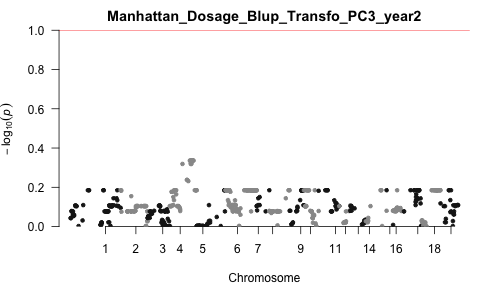 Manhattan_Dosage_Blup_Transfo_PC3_year2
1.0
0.8
0.6
0.4
0.2
0.0
− log₁₀(p)
1 2 3 4 5 6 7 9 11 14 16 18
Chromosome